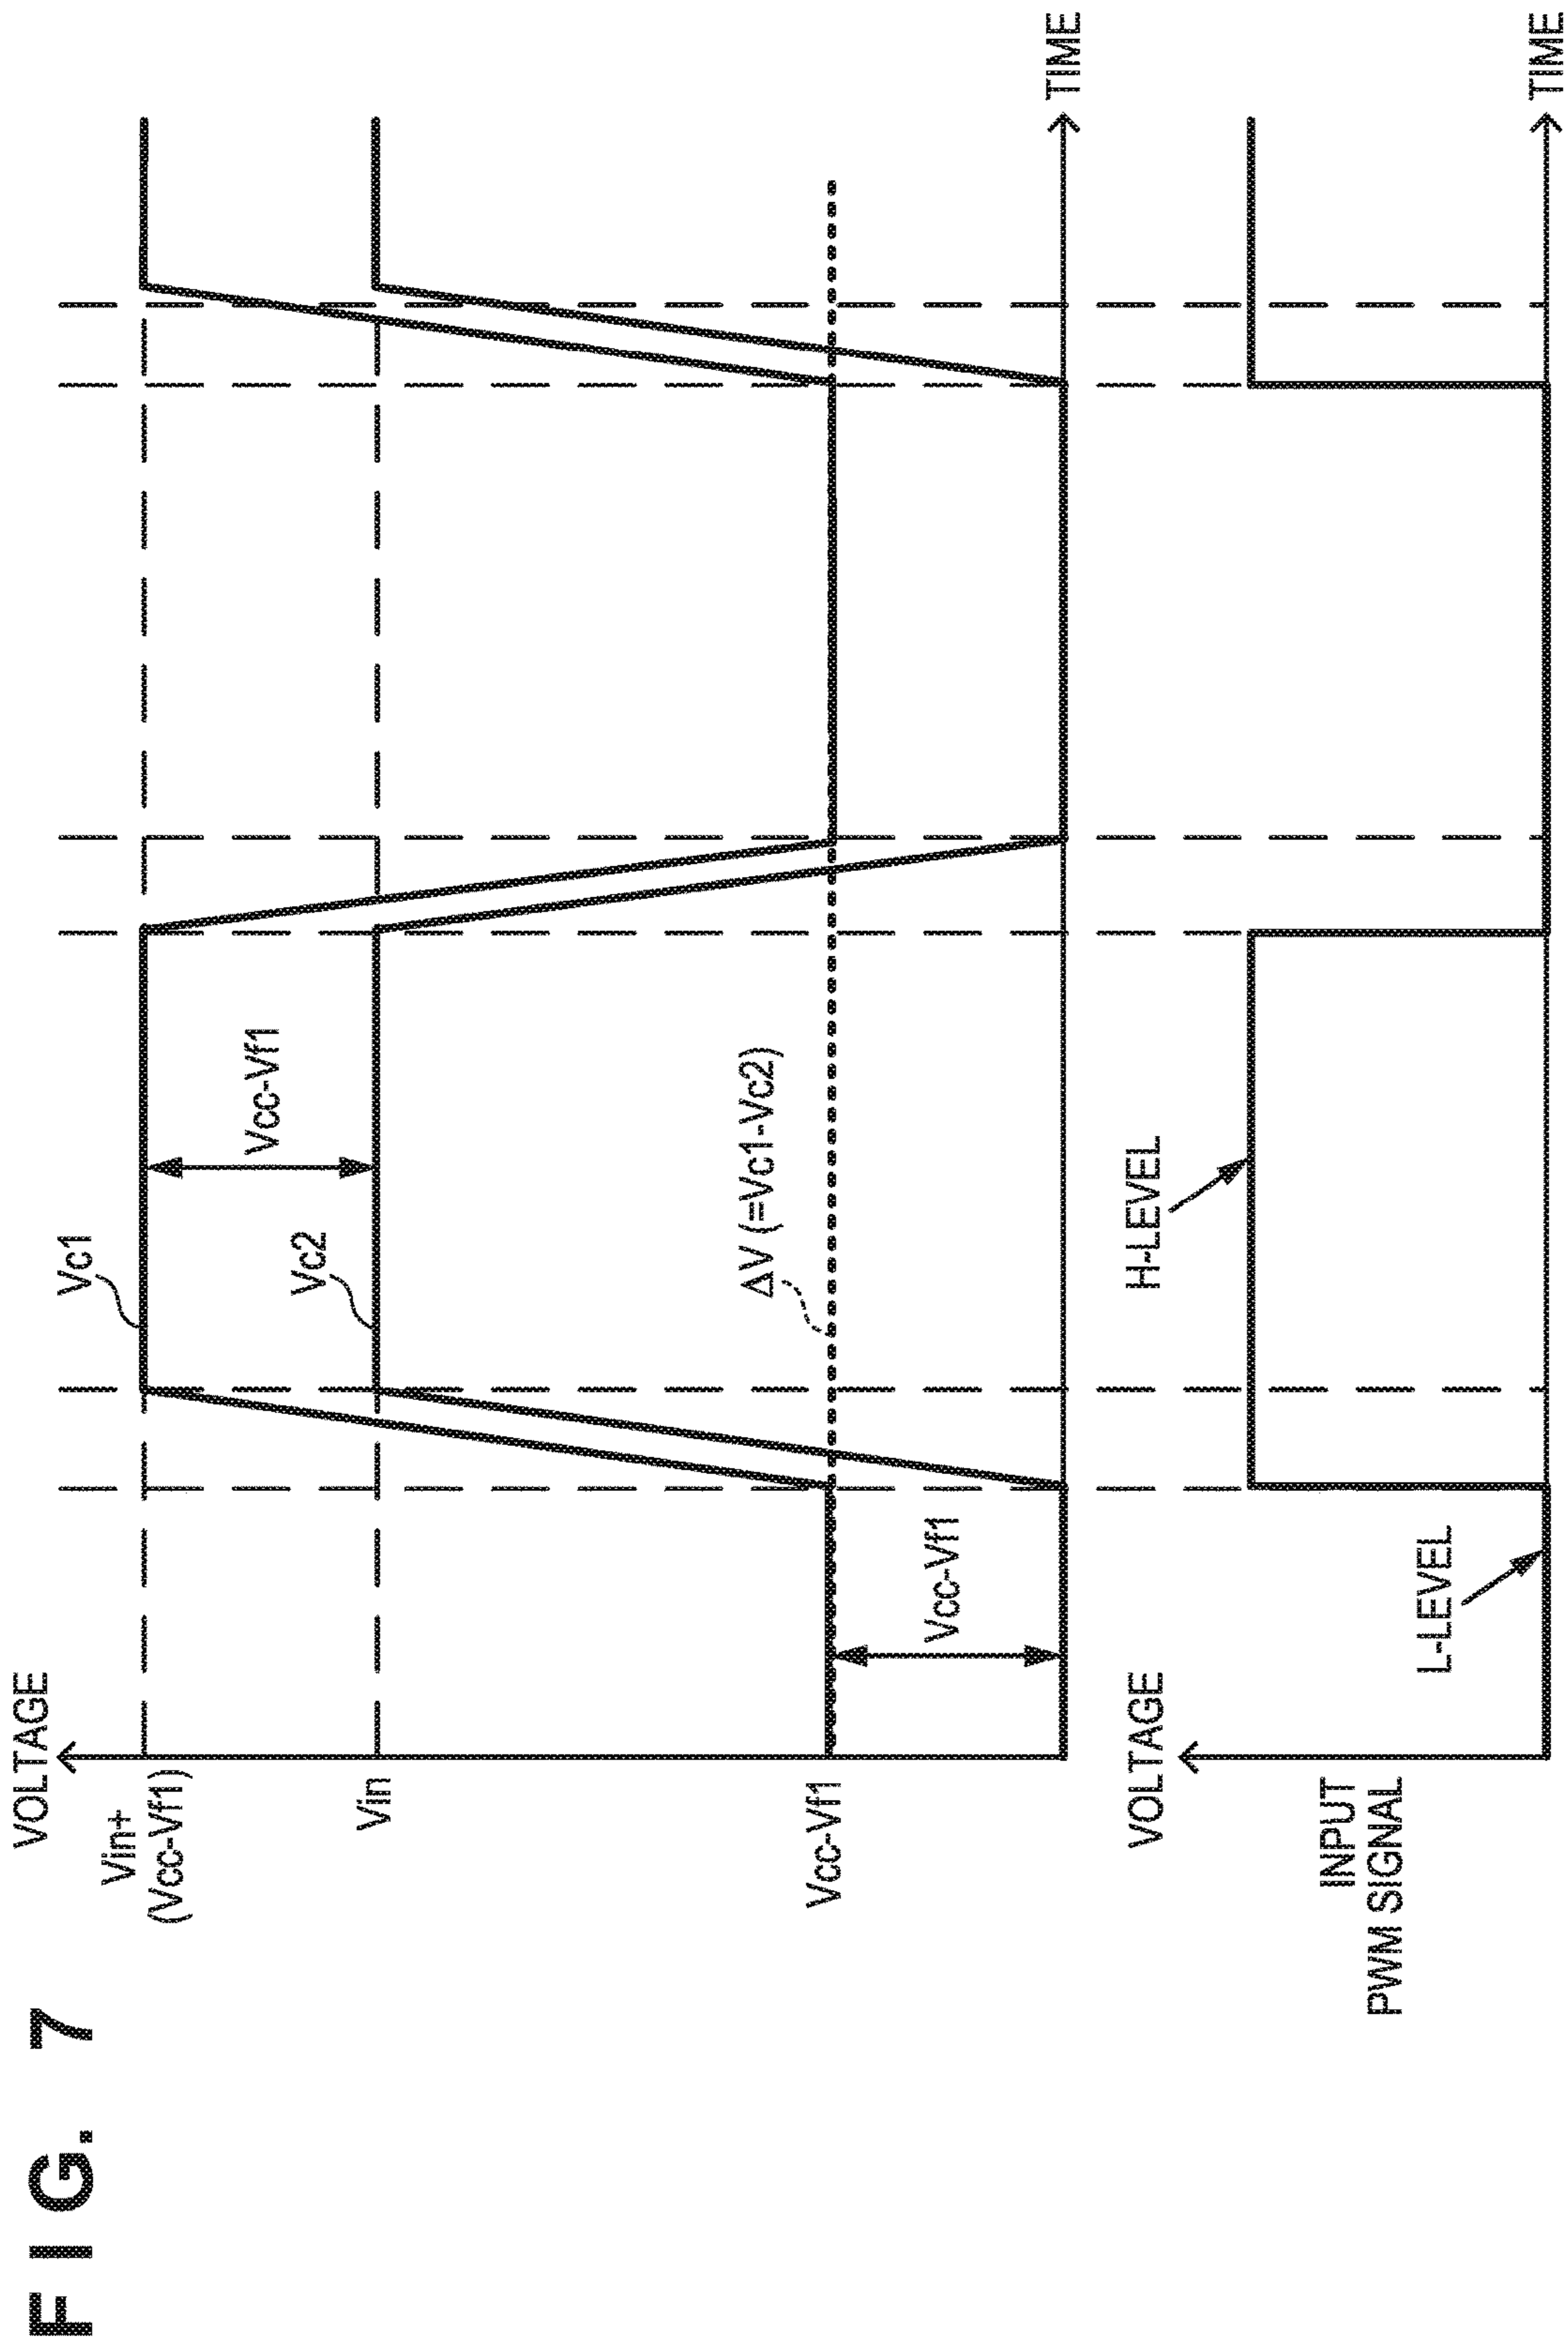 FIG. 7
VOLTAGE
Vin+
(Vcc-Vf1)
Vin
Vcc-Vf1
Vc1
Vc2
Vcc-Vf1
ΔV (=Vc1-Vc2)
Vcc-Vf1
TIME
VOLTAGE
INPUT
PWM SIGNAL
H-LEVEL
L-LEVEL
TIME